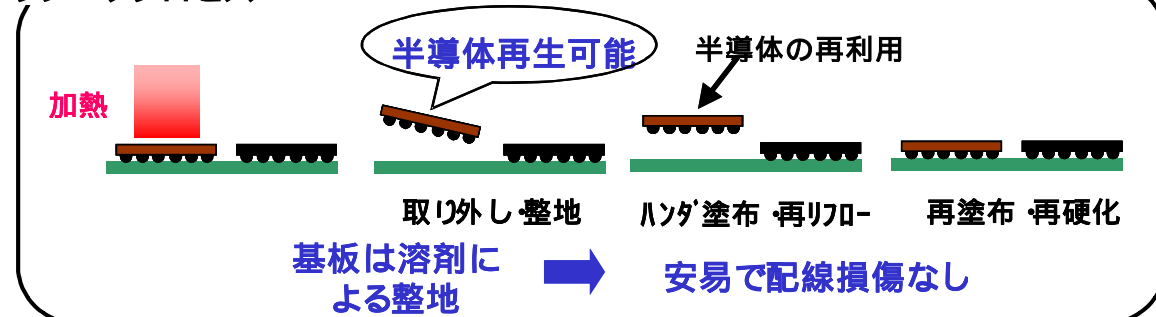 半導体再生可能
半導体の再利用
加熱
取り外し・整地
ﾊﾝﾀﾞ塗布・再ﾘﾌﾛｰ
再塗布・再硬化
基板は溶剤に
よる整地
安易で配線損傷なし